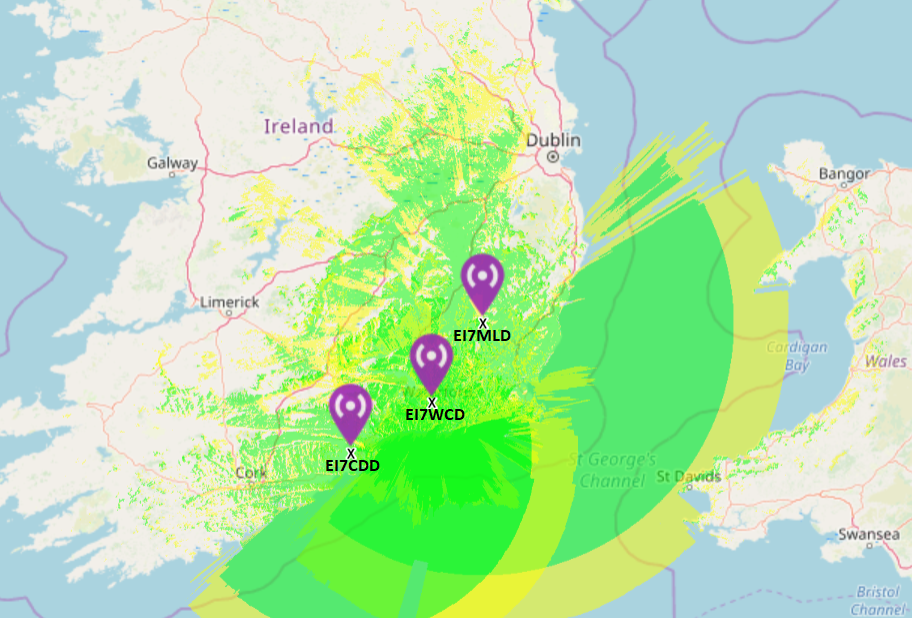 Ireland
Dublin
Galway
Bangor
Limerick
X
EI7MLD
Cardigan
Bay
Wales
X
EI7WCD
X
EI7CDD
Cork
St George's
Channel
St Davids
Swansea
Bristol
Channel